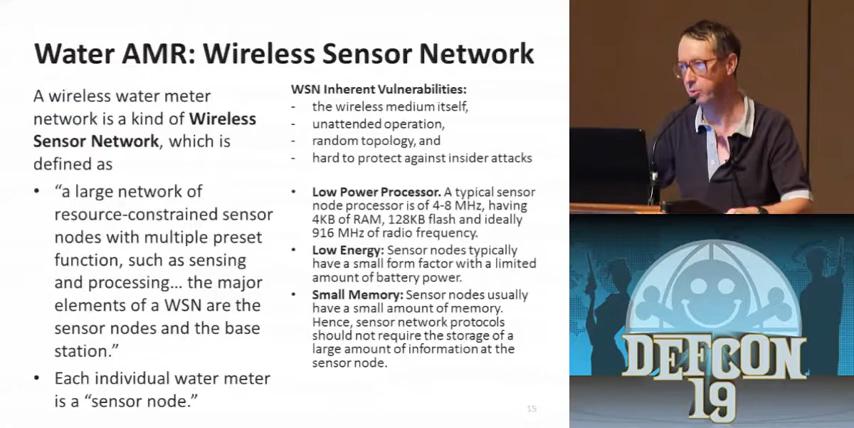 Water AMR: Wireless Sensor Network
A wireless water meter
network is a kind of Wireless
Sensor Network, which is
defined as
• "a large network of
resource-constrained sensor
nodes with multiple preset
function, such as sensing
and processing... the major
elements of a WSN are the
sensor nodes and the base
station."
• Each individual water meter
is a "sensor node."
WSN Inherent Vulnerabilities:
- the wireless medium itself,
- unattended operation,
- random topology, and
- hard to protect against insider attacks
• Low Power Processor. A typical sensor
node processor is of 4-8 MHz, having
4KB of RAM, 128KB flash and ideally
916 MHz of radio frequency.
• Low Energy: Sensor nodes typically
have a small form factor with a limited
amount of battery power.
• Small Memory: Sensor nodes usually
have a small amount of memory.
Hence, sensor network protocols
should not require the storage of a
large amount of information at the
sensor node.
15
DEFCON
19